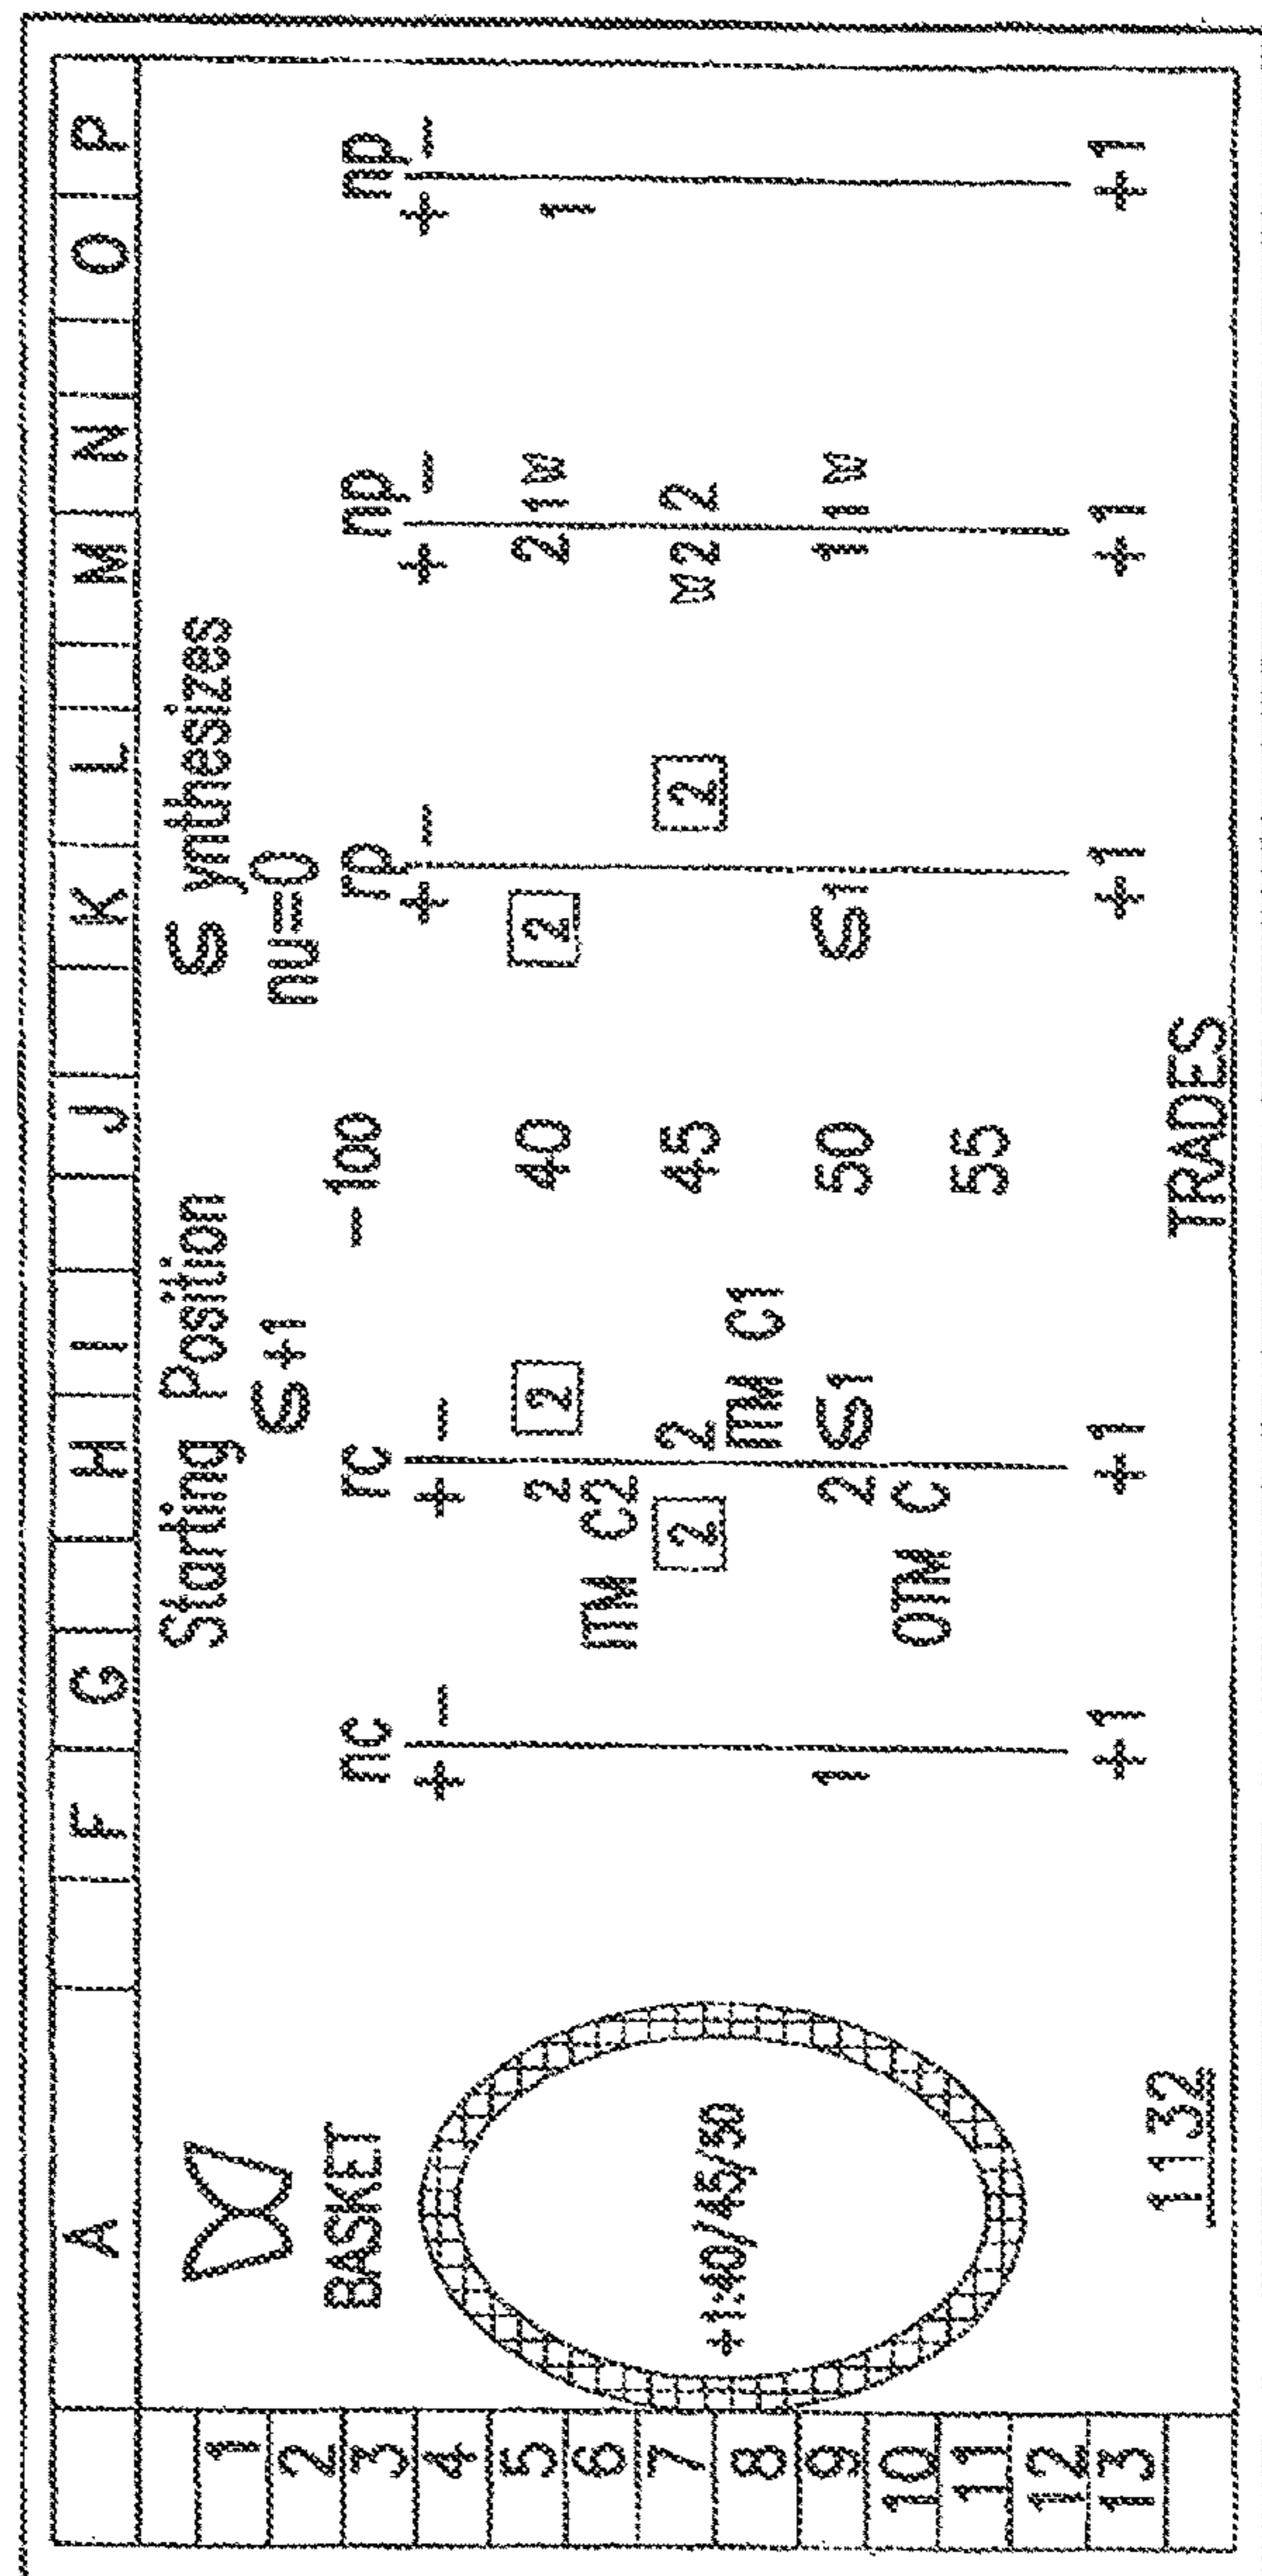 A F G H I J K L M N O P
1 Starting Position S ynthesizes
2 S+1 nu=0
3 BASKET nc rc -100 rp np np
4 + - + - + - + - + -
5 2 2 40 2 2 1W 1
6 ITM C2
7 +1:40/45/50 2 2 45 2 W2 2
8 ITM C1
9 1 2 S1 50 S1 1 1W
10 OTM C
11 55
12
13 1132 +1 +1 +1 +1 +1
TRADES